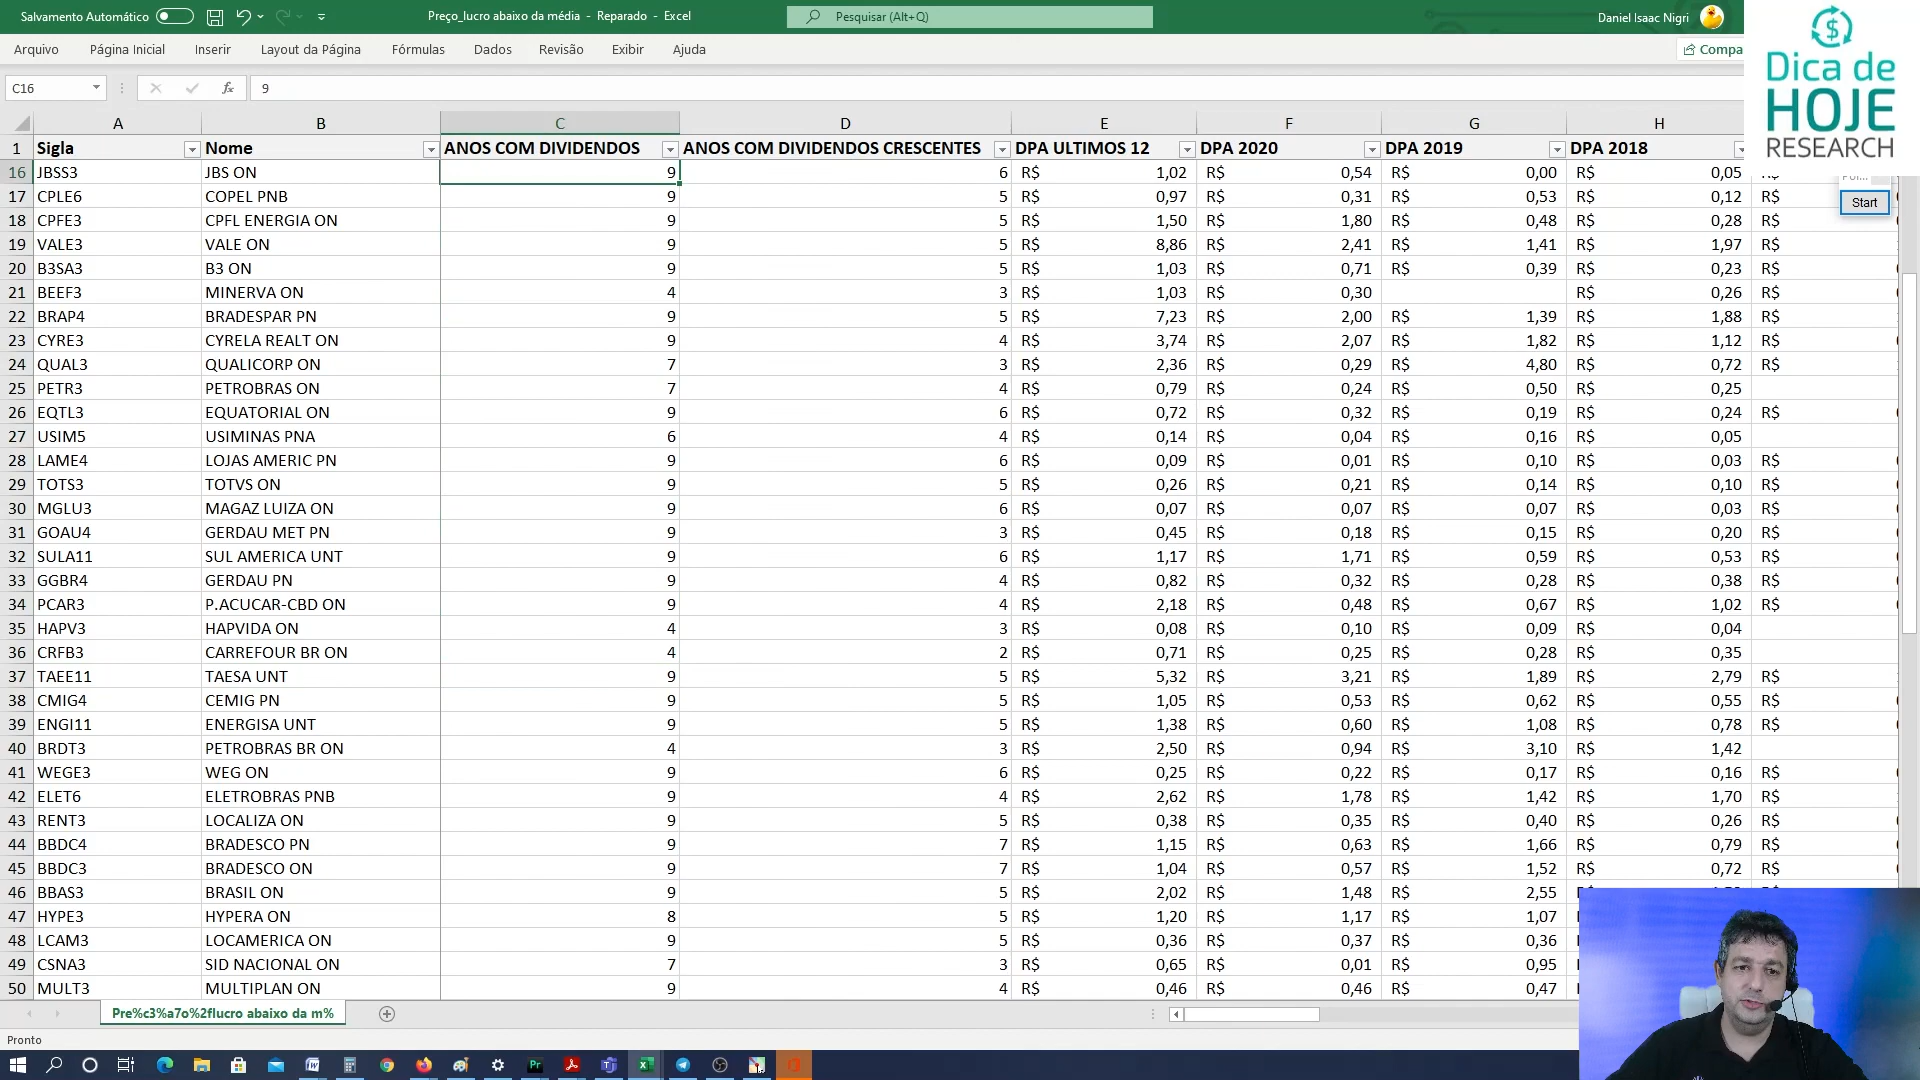 Salvamento Automático
Preço_lucro abaixo da média - Reparado - Excel
Pesquisar (Alt+Q)
Daniel Isaac Nigri
Arquivo Página Inicial Inserir Layout da Página Fórmulas Dados Revisão Exibir Ajuda
Compa
Dica de
HOJE
RESEARCH
C16 fx 9
A B C D E F G H
1 Sigla Nome ANOS COM DIVIDENDOS ANOS COM DIVIDENDOS CRESCENTES DPA ULTIMOS 12 DPA 2020 DPA 2019 DPA 2018
16 JBSS3 JBS ON 9 6 R$ 1,02 R$ 0,54 R$ 0,00 R$ 0,05
17 CPLE6 COPEL PNB 9 5 R$ 0,97 R$ 0,31 R$ 0,53 R$ 0,12 R$
Start
18 CPFE3 CPFL ENERGIA ON 9 5 R$ 1,50 R$ 1,80 R$ 0,48 R$ 0,28 R$
19 VALE3 VALE ON 9 5 R$ 8,86 R$ 2,41 R$ 1,41 R$ 1,97 R$
20 B3SA3 B3 ON 9 5 R$ 1,03 R$ 0,71 R$ 0,39 R$ 0,23 R$
21 BEEF3 MINERVA ON 4 3 R$ 1,03 R$ 0,30 R$ 0,26 R$
22 BRAP4 BRADESPAR PN 9 5 R$ 7,23 R$ 2,00 R$ 1,39 R$ 1,88 R$
23 CYRE3 CYRELA REALT ON 9 4 R$ 3,74 R$ 2,07 R$ 1,82 R$ 1,12 R$
24 QUAL3 QUALICORP ON 7 3 R$ 2,36 R$ 0,29 R$ 4,80 R$ 0,72 R$
25 PETR3 PETROBRAS ON 7 4 R$ 0,79 R$ 0,24 R$ 0,50 R$ 0,25
26 EQTL3 EQUATORIAL ON 9 6 R$ 0,72 R$ 0,32 R$ 0,19 R$ 0,24 R$
27 USIM5 USIMINAS PNA 6 4 R$ 0,14 R$ 0,04 R$ 0,16 R$ 0,05
28 LAME4 LOJAS AMERIC PN 9 6 R$ 0,09 R$ 0,01 R$ 0,10 R$ 0,03 R$
29 TOTS3 TOTVS ON 9 5 R$ 0,26 R$ 0,21 R$ 0,14 R$ 0,10 R$
30 MGLU3 MAGAZ LUIZA ON 9 6 R$ 0,07 R$ 0,07 R$ 0,07 R$ 0,03 R$
31 GOAU4 GERDAU MET PN 9 3 R$ 0,45 R$ 0,18 R$ 0,15 R$ 0,20 R$
32 SULA11 SUL AMERICA UNT 9 6 R$ 1,17 R$ 1,71 R$ 0,59 R$ 0,53 R$
33 GGBR4 GERDAU PN 9 4 R$ 0,82 R$ 0,32 R$ 0,28 R$ 0,38 R$
34 PCAR3 P.ACUCAR-CBD ON 9 4 R$ 2,18 R$ 0,48 R$ 0,67 R$ 1,02 R$
35 HAPV3 HAPVIDA ON 4 3 R$ 0,08 R$ 0,10 R$ 0,09 R$ 0,04
36 CRFB3 CARREFOUR BR ON 4 2 R$ 0,71 R$ 0,25 R$ 0,28 R$ 0,35
37 TAEE11 TAESA UNT 9 5 R$ 5,32 R$ 3,21 R$ 1,89 R$ 2,79 R$
38 CMIG4 CEMIG PN 9 5 R$ 1,05 R$ 0,53 R$ 0,62 R$ 0,55 R$
39 ENGI11 ENERGISA UNT 9 5 R$ 1,38 R$ 0,60 R$ 1,08 R$ 0,78 R$
40 BRDT3 PETROBRAS BR ON 4 3 R$ 2,50 R$ 0,94 R$ 3,10 R$ 1,42
41 WEGE3 WEG ON 9 6 R$ 0,25 R$ 0,22 R$ 0,17 R$ 0,16 R$
42 ELET6 ELETROBRAS PNB 9 4 R$ 2,62 R$ 1,78 R$ 1,42 R$ 1,70 R$
43 RENT3 LOCALIZA ON 9 5 R$ 0,38 R$ 0,35 R$ 0,40 R$ 0,26 R$
44 BBDC4 BRADESCO PN 9 7 R$ 1,15 R$ 0,63 R$ 1,66 R$ 0,79 R$
45 BBDC3 BRADESCO ON 9 7 R$ 1,04 R$ 0,57 R$ 1,52 R$ 0,72 R$
46 BBAS3 BRASIL ON 9 5 R$ 2,02 R$ 1,48 R$ 2,55
47 HYPE3 HYPERA ON 8 5 R$ 1,20 R$ 1,17 R$ 1,07
48 LCAM3 LOCAMERICA ON 9 5 R$ 0,36 R$ 0,37 R$ 0,36
49 CSNA3 SID NACIONAL ON 7 3 R$ 0,65 R$ 0,01 R$ 0,95
50 MULT3 MULTIPLAN ON 9 4 R$ 0,46 R$ 0,46 R$ 0,47
Pre%c3%a7o%2flucro abaixo da m%
Pronto